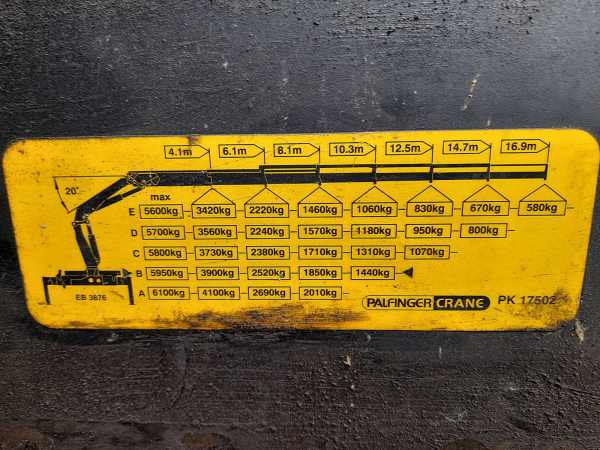 4.1m 6.1m 8.1m 10.3m 12.5m 14.7m 16.9m
20°
max
E 5600kg 3420kg 2220kg 1460kg 1060kg 830kg 670kg 580kg
D 5700kg 3560kg 2240kg 1570kg 1180kg 950kg 800kg
C 5800kg 3730kg 2380kg 1710kg 1310kg 1070kg
B 5950kg 3900kg 2520kg 1850kg 1440kg
A 6100kg 4100kg 2690kg 2010kg
EB 3876
PALFINGER CRANE PK 17502